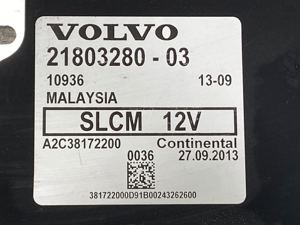 VOLVO
21803280 - 03
10936 13-09
MALAYSIA
SLCM 12V
A2C38172200 Continental
0036 27.09.2013
381722000D91B00243262600